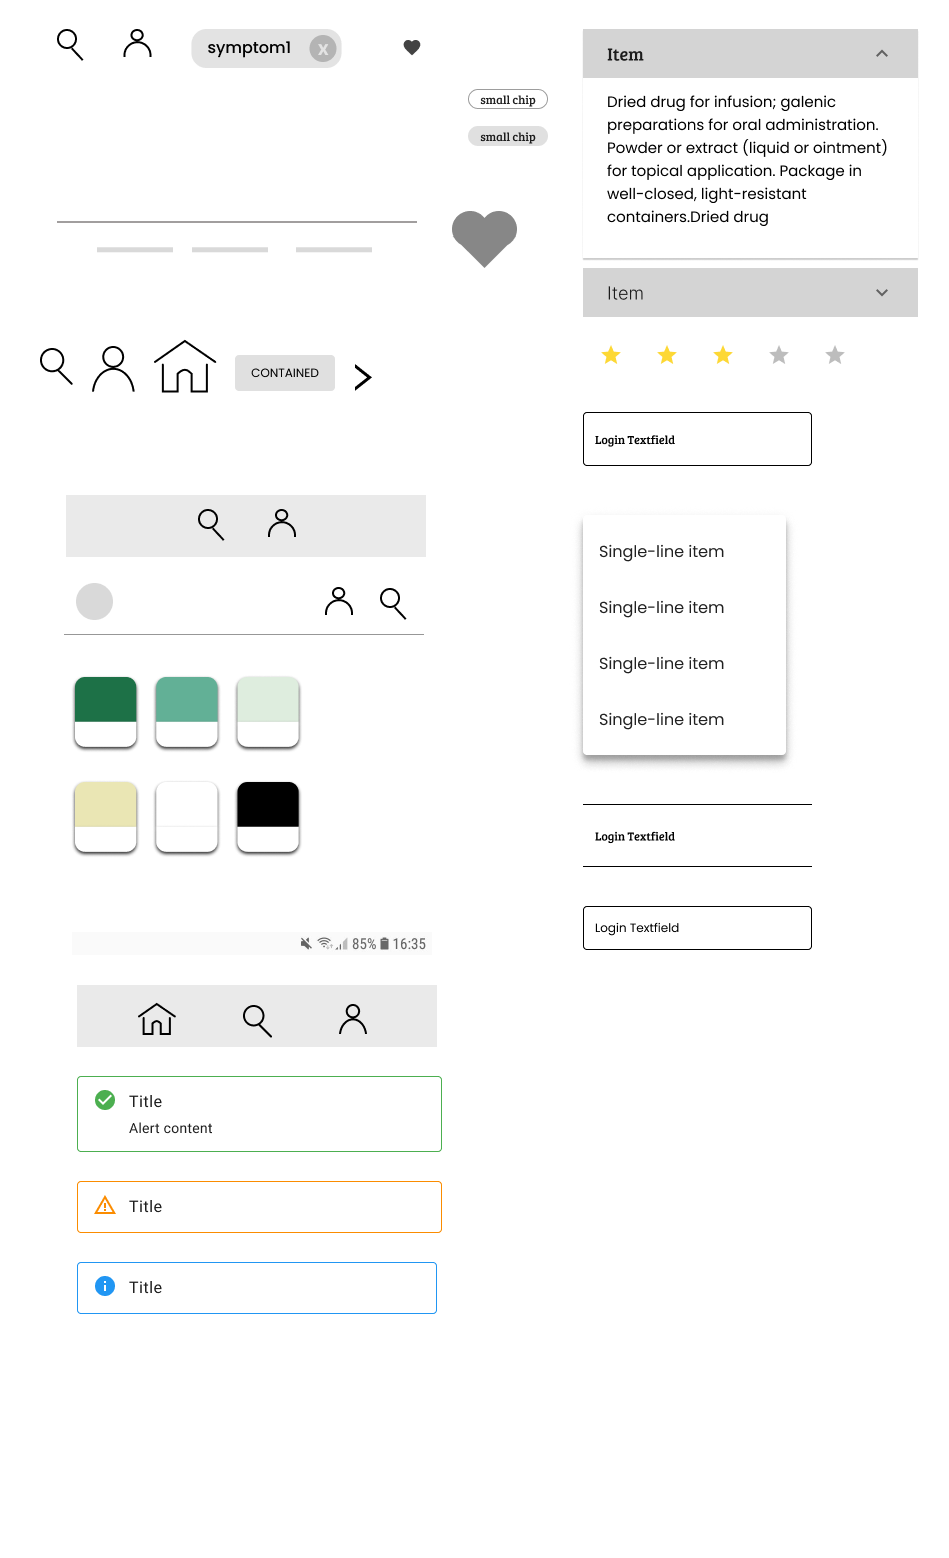 symptom1
x
small chip
small chip
CONTAINED
85%
16:35
Title
Alert content
Title
Title
Item
Dried drug for infusion; galenic
preparations for oral administration.
Powder or extract (liquid or ointment)
for topical application. Package in
well-closed, light-resistant
containers.Dried drug
Item
Login Textfield
Single-line item
Single-line item
Single-line item
Single-line item
Login Textfield
Login Textfield